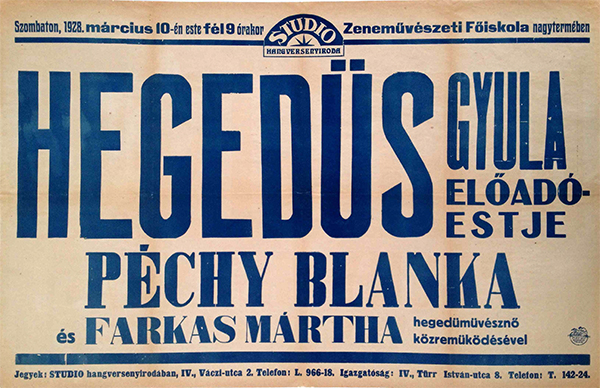 Szombaton, 1928. március 10-én este fél 9 órakor
STUDIO
HANGVERSENYIRODA
Zeneművészeti Főiskola nagytermében
HEGEDÜS
GYULA
ELŐADÓ-
ESTJE
PÉCHY BLANKA
és FARKAS MÁRTHA
hegedüművésznő
közreműködésével
Jegyek: STUDIO hangversenyirodában, IV., Váczi-utca 2. Telefon: L. 966-18. Igazgatóság: IV., Türr István-utca 8. Telefon: T. 142-24.